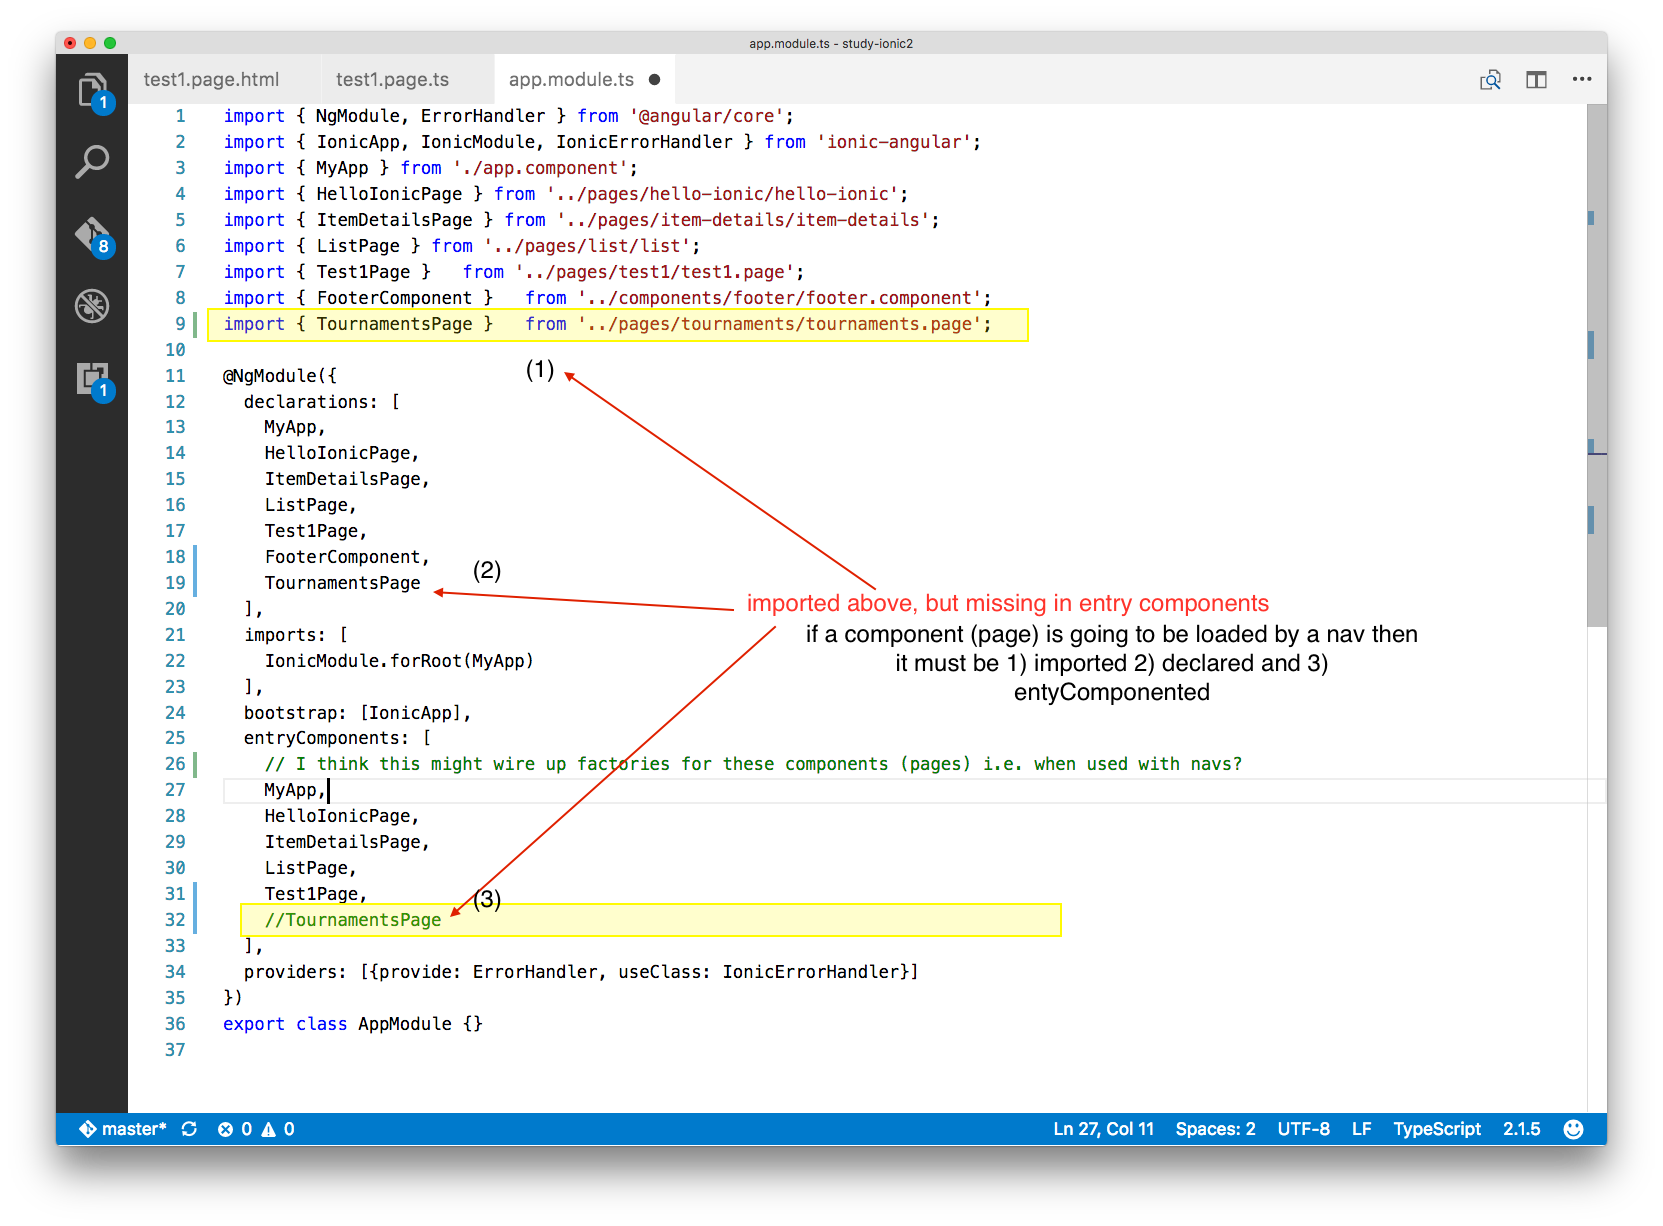 app.module.ts - study-ionic2
test1.page.html test1.page.ts app.module.ts
1 import { NgModule, ErrorHandler } from '@angular/core';
2 import { IonicApp, IonicModule, IonicErrorHandler } from 'ionic-angular';
3 import { MyApp } from './app.component';
4 import { HelloIonicPage } from '../pages/hello-ionic/hello-ionic';
5 import { ItemDetailsPage } from '../pages/item-details/item-details';
6 import { ListPage } from '../pages/list/list';
7 import { Test1Page }   from '../pages/test1/test1.page';
8 import { FooterComponent }   from '../components/footer/footer.component';
9 import { TournamentsPage }   from '../pages/tournaments/tournaments.page';
10
(1)
11 @NgModule({
12   declarations: [
13     MyApp,
14     HelloIonicPage,
15     ItemDetailsPage,
16     ListPage,
17     Test1Page,
18     FooterComponent,
(2)
19     TournamentsPage
20   ],
imported above, but missing in entry components
if a component (page) is going to be loaded by a nav then
it must be 1) imported 2) declared and 3)
entyComponented
21   imports: [
22     IonicModule.forRoot(MyApp)
23   ],
24   bootstrap: [IonicApp],
25   entryComponents: [
26     // I think this might wire up factories for these components (pages) i.e. when used with navs?
27     MyApp,
28     HelloIonicPage,
29     ItemDetailsPage,
30     ListPage,
31     Test1Page,
(3)
32     //TournamentsPage
33   ],
34   providers: [{provide: ErrorHandler, useClass: IonicErrorHandler}]
35 })
36 export class AppModule {}
37
1
8
1
master* 0 0 Ln 27, Col 11 Spaces: 2 UTF-8 LF TypeScript 2.1.5